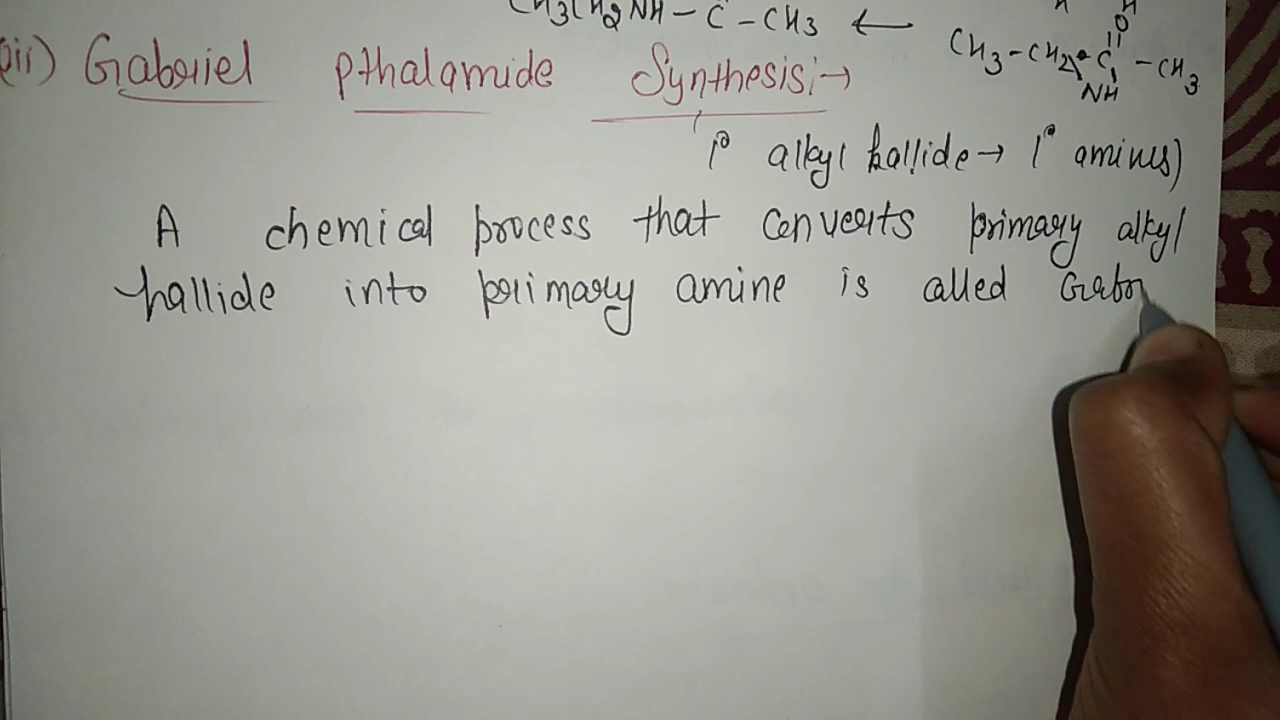 CH3CH2NH-C-CH3 ←
H
O
||
CH3-CH2-C-CH3
NH
(iii) Gabriel pthalamide Synthesis:→
(1° alkyl hallide → 1° amines)
A chemical process that converts primary alkyl
hallide into primary amine is called Gabr